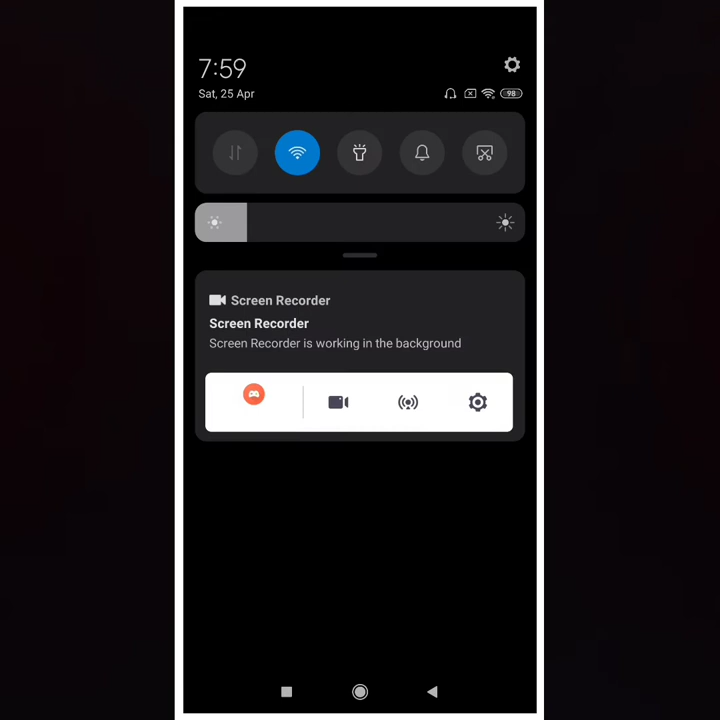 7:59
Sat, 25 Apr
98
Screen Recorder
Screen Recorder
Screen Recorder is working in the background